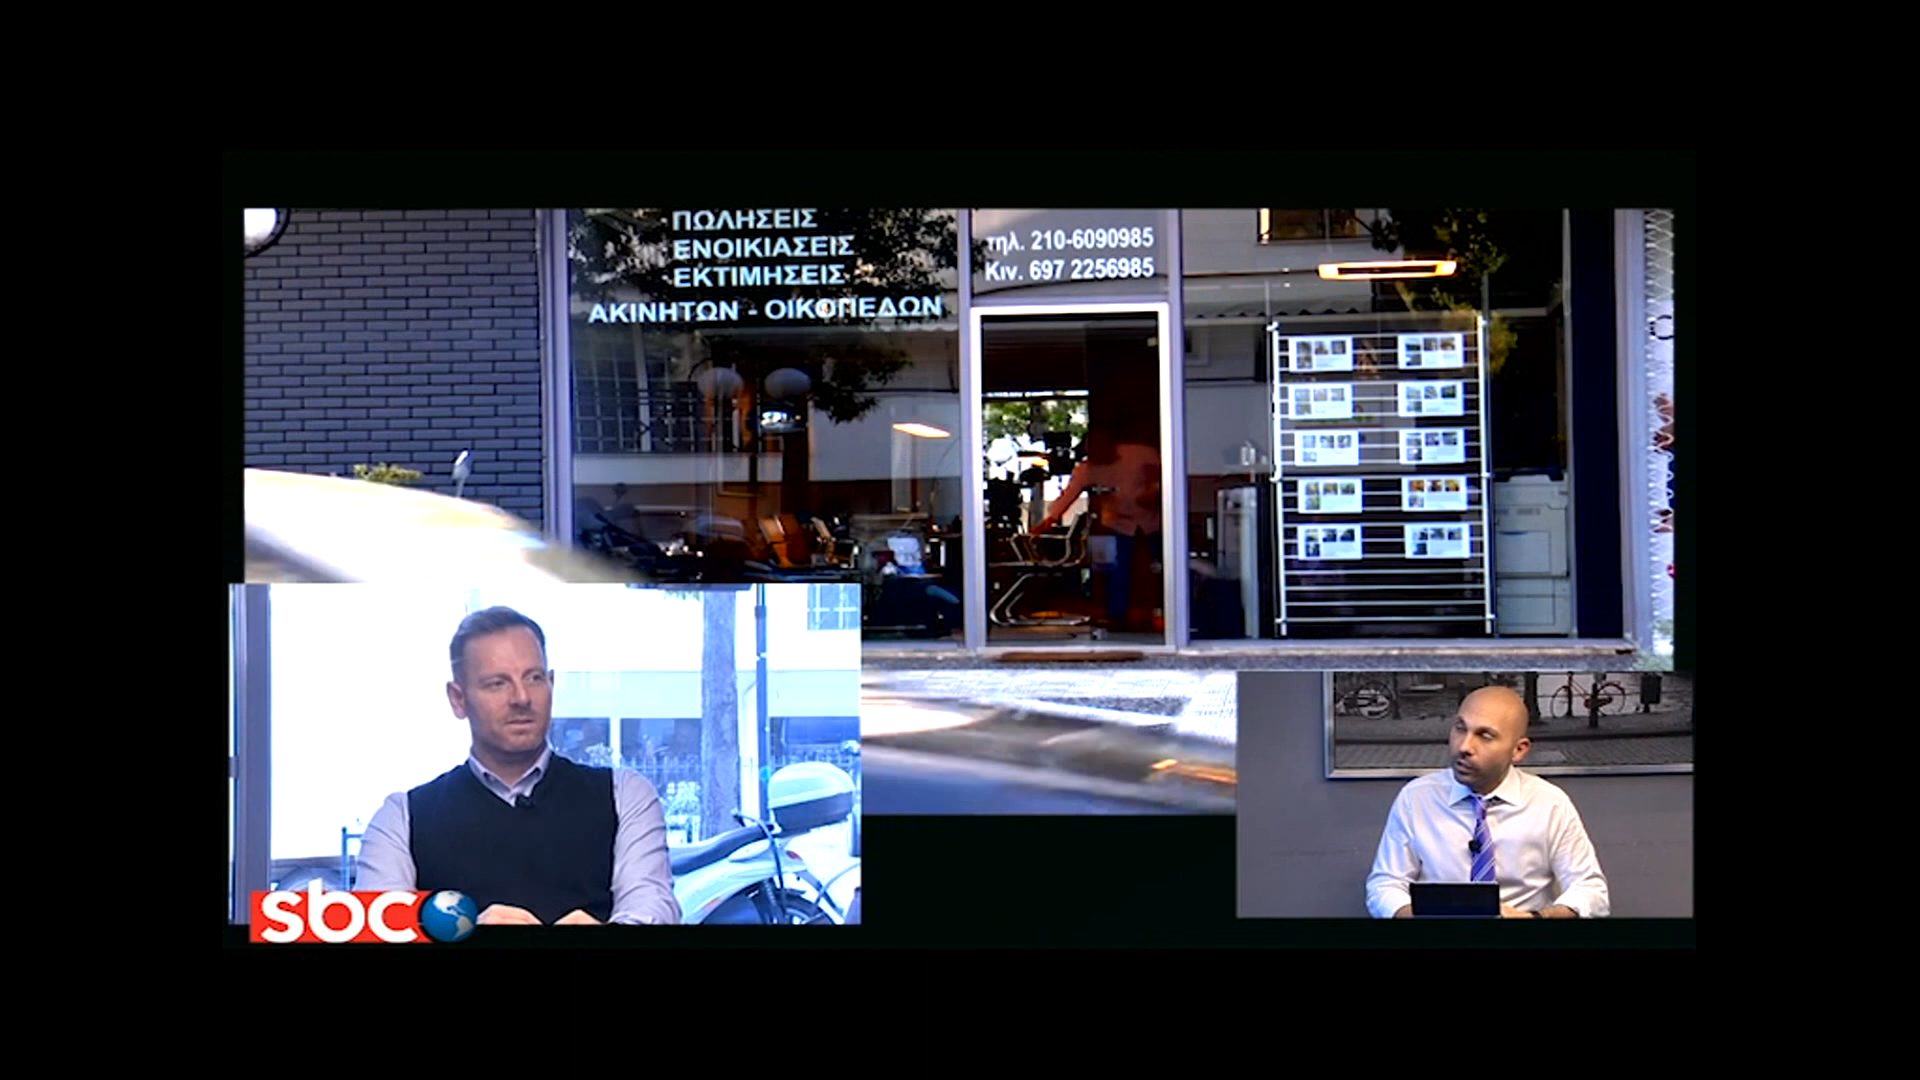 ΠΩΛΗΣΕΙΣ
ΕΝΟΙΚΙΑΣΕΙΣ
ΕΚΤΙΜΗΣΕΙΣ
ΑΚΙΝΗΤΩΝ - ΟΙΚΟΠΕΔΩΝ
τηλ. 210-6090985
Κιν. 697 2256985
sbc